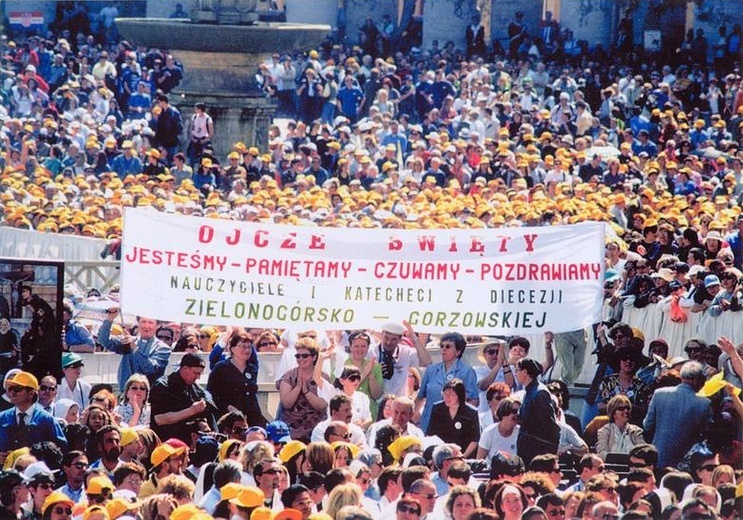 OJCZE ŚWIĘTY
JESTEŚMY - PAMIĘTAMY - CZUWAMY - POZDRAWIAMY
NAUCZYCIELE I KATECHECI Z DIECEZJI
ZIELONOGÓRSKO - GORZOWSKIEJ